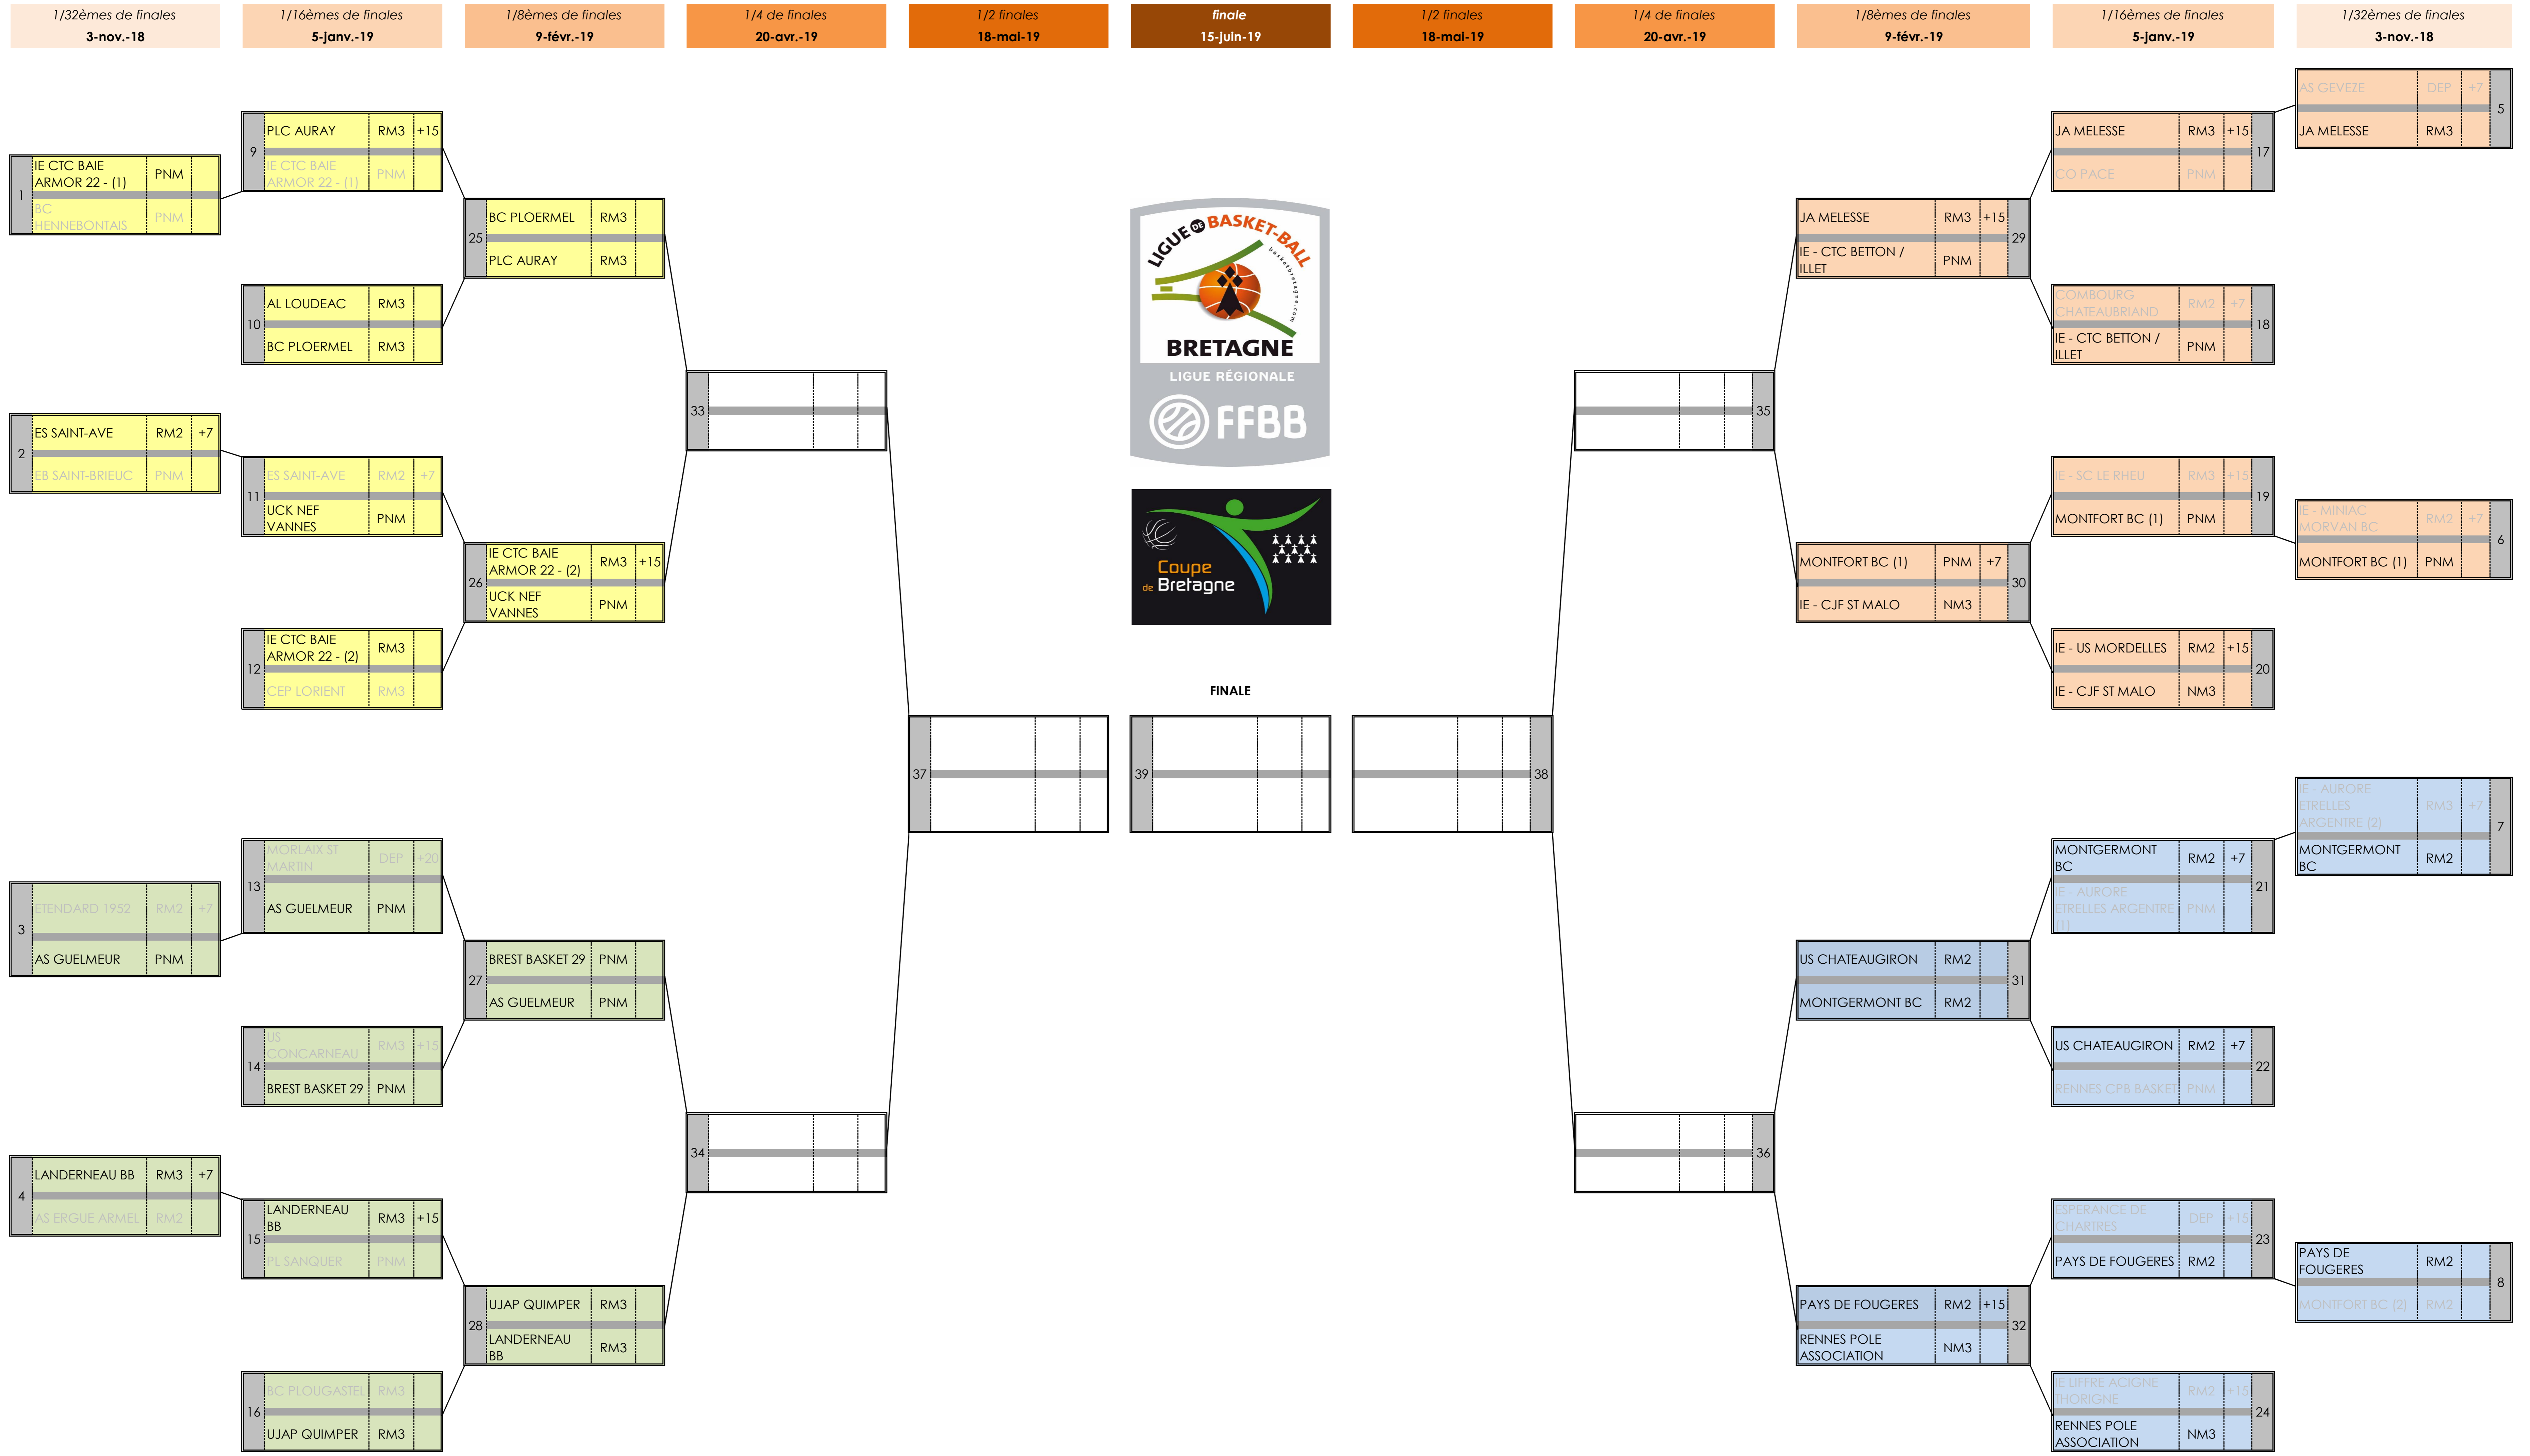 1/32èmes de finales
3-nov.-18
1/16èmes de finales
5-janv.-19
1/8èmes de finales
9-févr.-19
1/4 de finales
20-avr.-19
1/2 finales
18-mai-19
finale
15-juin-19
1/2 finales
18-mai-19
1/4 de finales
20-avr.-19
1/8èmes de finales
9-févr.-19
1/16èmes de finales
5-janv.-19
1/32èmes de finales
3-nov.-18
1
IE CTC BAIE
ARMOR 22 - (1) PNM
BC
HENNEBONTAIS PNM
2
ES SAINT-AVE RM2 +7
EB SAINT-BRIEUC PNM
3
ETENDARD 1952 RM2 +7
AS GUELMEUR PNM
4
LANDERNEAU BB RM3 +7
AS ERGUE ARMEL RM2
9
PLC AURAY RM3 +15
IE CTC BAIE
ARMOR 22 - (1) PNM
10
AL LOUDEAC RM3
BC PLOERMEL RM3
11
ES SAINT-AVE RM2 +7
UCK NEF
VANNES PNM
12
IE CTC BAIE
ARMOR 22 - (2) RM3
CEP LORIENT RM3
13
MORLAIX ST
MARTIN DEP +20
AS GUELMEUR PNM
14
US
CONCARNEAU RM3 +15
BREST BASKET 29 PNM
15
LANDERNEAU
BB RM3 +15
PL SANQUER PNM
16
BC PLOUGASTEL RM3
UJAP QUIMPER RM3
25
BC PLOERMEL RM3
PLC AURAY RM3
26
IE CTC BAIE
ARMOR 22 - (2) RM3 +15
UCK NEF
VANNES PNM
27
BREST BASKET 29 PNM
AS GUELMEUR PNM
28
UJAP QUIMPER RM3
LANDERNEAU
BB RM3
33
34
37
LIGUE DE BASKET-BALL
basketbretagne.com
BRETAGNE
LIGUE RÉGIONALE
FFBB
Coupe
de Bretagne
FINALE
39
38
35
36
JA MELESSE RM3 +15
29
IE - CTC BETTON /
ILLET PNM
MONTFORT BC (1) PNM +7
30
IE - CJF ST MALO NM3
US CHATEAUGIRON RM2
31
MONTGERMONT BC RM2
PAYS DE FOUGERES RM2 +15
32
RENNES POLE
ASSOCIATION NM3
JA MELESSE RM3 +15
17
CO PACE PNM
COMBOURG
CHATEAUBRIAND RM2 +7
18
IE - CTC BETTON /
ILLET PNM
IE - SC LE RHEU RM3 +15
19
MONTFORT BC (1) PNM
IE - US MORDELLES RM2 +15
20
IE - CJF ST MALO NM3
MONTGERMONT
BC RM2 +7
21
IE - AURORE
ETRELLES ARGENTRE
(1) PNM
US CHATEAUGIRON RM2 +7
22
RENNES CPB BASKET PNM
ESPERANCE DE
CHARTRES DEP +15
23
PAYS DE FOUGERES RM2
IE LIFFRE ACIGNE
THORIGNE RM2 +15
24
RENNES POLE
ASSOCIATION NM3
AS GEVEZE DEP +7
5
JA MELESSE RM3
IE - MINIAC
MORVAN BC RM2 +7
6
MONTFORT BC (1) PNM
IE - AURORE
ETRELLES
ARGENTRE (2) RM3 +7
7
MONTGERMONT
BC RM2
PAYS DE
FOUGERES RM2
8
MONTFORT BC (2) RM2